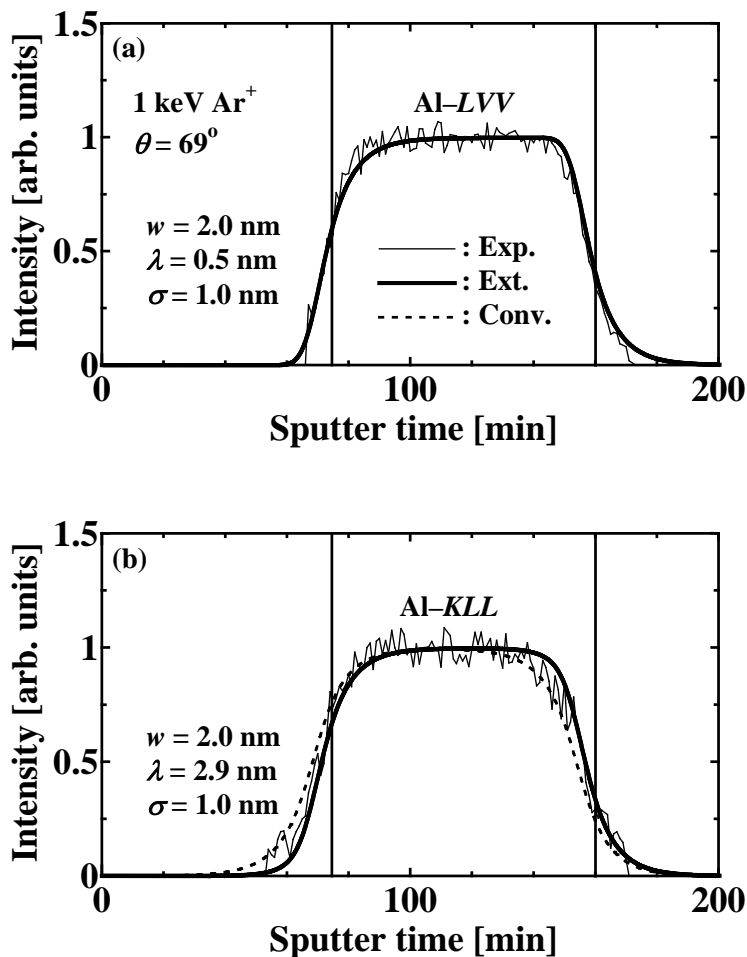 1.5
(a)
1 keV Ar+
θ = 69o
Al–LVV
1
w = 2.0 nm
λ = 0.5 nm
σ = 1.0 nm
: Exp.
: Ext.
: Conv.
0.5
0
Intensity [arb. units]
0 100 200
Sputter time [min]
1.5
(b)
Al–KLL
1
w = 2.0 nm
λ = 2.9 nm
σ = 1.0 nm
0.5
0
Intensity [arb. units]
0 100 200
Sputter time [min]